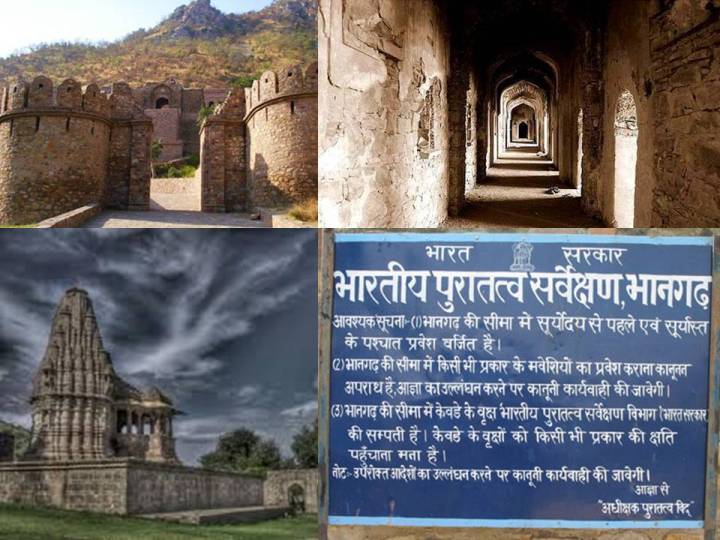 भारत सरकार
भारतीय पुरातत्व सर्वेक्षण, भानगढ़
आवश्यक सूचना:-(1) भानगढ की सीमा में सूर्योदय से पहले एवं सूर्यास्त
के पश्चात प्रवेश वर्जित है।
(2) भानगढ की सीमा में किसी भी प्रकार के मवेशियों का प्रवेश कराना कानूनन
अपराध है, आज्ञा का उल्लंघन करने पर कानूनी कार्यवाही की जावेगी।
(3) भानगढ की सीमा में केवडे के वृक्ष भारतीय पुरातत्व सर्वेक्षण विभाग (भारत सरकार)
की सम्पती है। केवडे के वृक्षों को किसी भी प्रकार की क्षति
पहुँचाना मना है।
नोट:- उपरोक्त आदेशों का उल्लंघन करने पर कानूनी कार्यवाही की जावेगी।
आज्ञा से
"अधीक्षक पुरातत्व विद्"